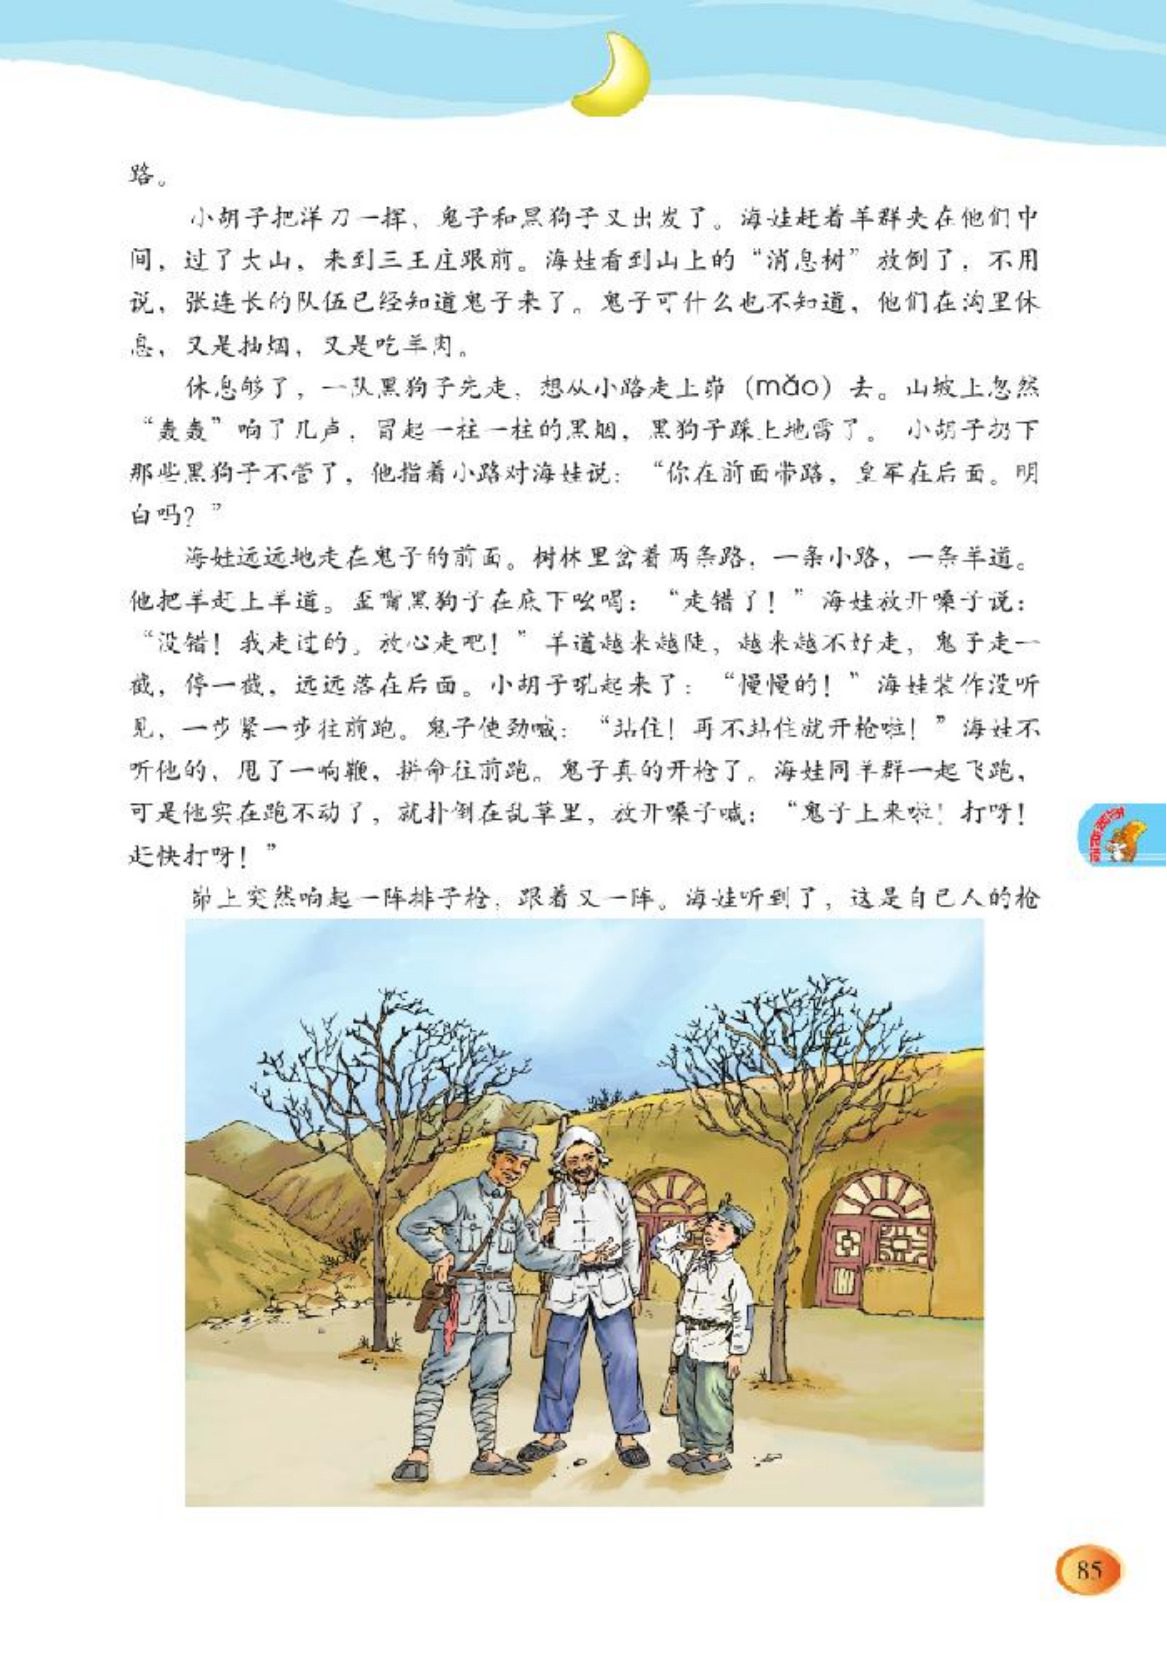 路。
小胡子把洋刀一挥，鬼子和黑狗子又出发了。海娃赶着羊群夹在他们中
间，过了大山，来到三王庄跟前。海娃看到山上的“消息树”放倒了，不用
说，张连长的队伍已经知道鬼子来了。鬼子可什么也不知道，他们在沟里休
息，又是抽烟，又是吃羊肉。
休息够了，一队黑狗子先走，想从小路走上峁（mǎo）去。山坡上忽然
“轰轰”响了几声，冒起一柱一柱的黑烟，黑狗子踩上地雷了。 小胡子扔下
那些黑狗子不管了，他指着小路对海娃说：“你在前面带路，皇军在后面。明
白吗？”
海娃远远地走在鬼子的前面。树林里岔着两条路，一条小路，一条羊道。
他把羊赶上羊道。歪嘴黑狗子在底下吆喝：“走错了！”海娃放开嗓子说：
“没错！我走过的，放心走吧！”羊道越来越陡，越来越不好走，鬼子走一
截，停一截，远远落在后面。小胡子吼起来了：“慢慢的！”海娃装作没听
见，一步紧一步往前跑。鬼子使劲喊：“站住！再不站住就开枪啦！”海娃不
听他的，甩了一响鞭，拼命往前跑。鬼子真的开枪了。海娃同羊群一起飞跑，
可是他实在跑不动了，就扑倒在乱草里，放开嗓子喊：“鬼子上来啦！打呀！
赶快打呀！”
峁上突然响起一阵排子枪，跟着又一阵。海娃听到了，这是自己人的枪
85